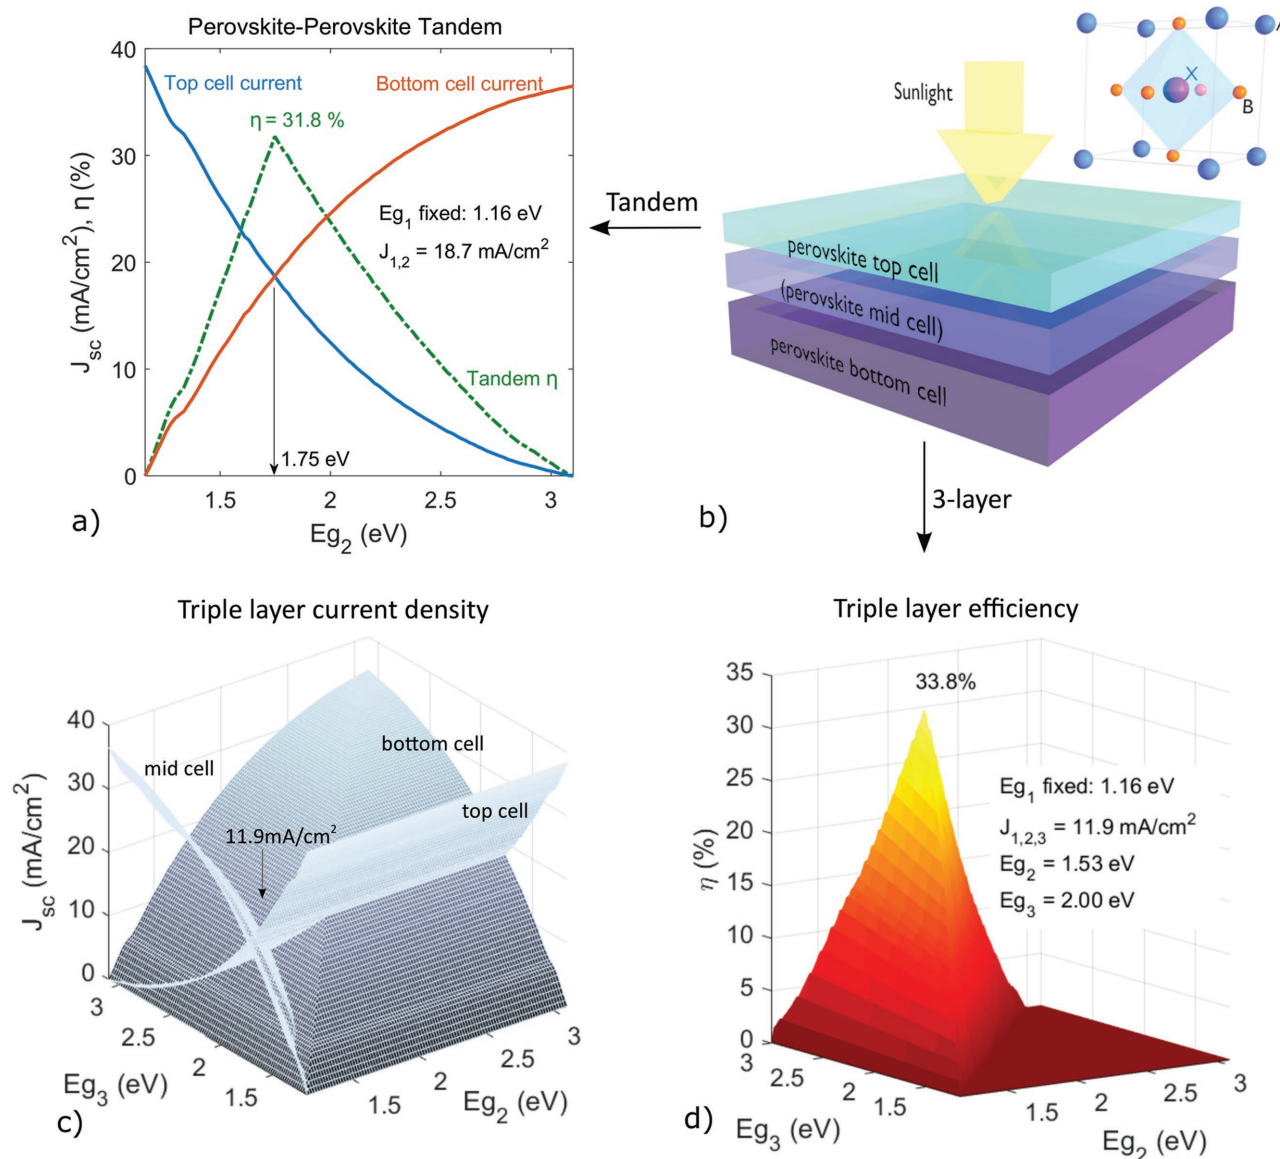 Perovskite-Perovskite Tandem
40
30
20
10
0
J_sc (mA/cm²), η (%)
Top cell current
Bottom cell current
η = 31.8 %
Eg₁ fixed: 1.16 eV
J₁,₂ = 18.7 mA/cm²
Tandem η
1.75 eV
1.5
2
2.5
3
Eg₂ (eV)
a)
Sunlight
A
X
B
Tandem
perovskite top cell
(perovskite mid cell)
perovskite bottom cell
b)
3-layer
Triple layer current density
40
30
20
10
0
J_sc (mA/cm²)
mid cell
bottom cell
top cell
11.9mA/cm²
3
2.5
2
1.5
Eg₃ (eV)
1.5
2
2.5
3
Eg₂ (eV)
c)
Triple layer efficiency
35
30
25
20
15
10
5
0
η (%)
33.8%
Eg₁ fixed: 1.16 eV
J₁,₂,₃ = 11.9 mA/cm²
Eg₂ = 1.53 eV
Eg₃ = 2.00 eV
3
2.5
2
1.5
Eg₃ (eV)
1.5
2
2.5
3
Eg₂ (eV)
d)